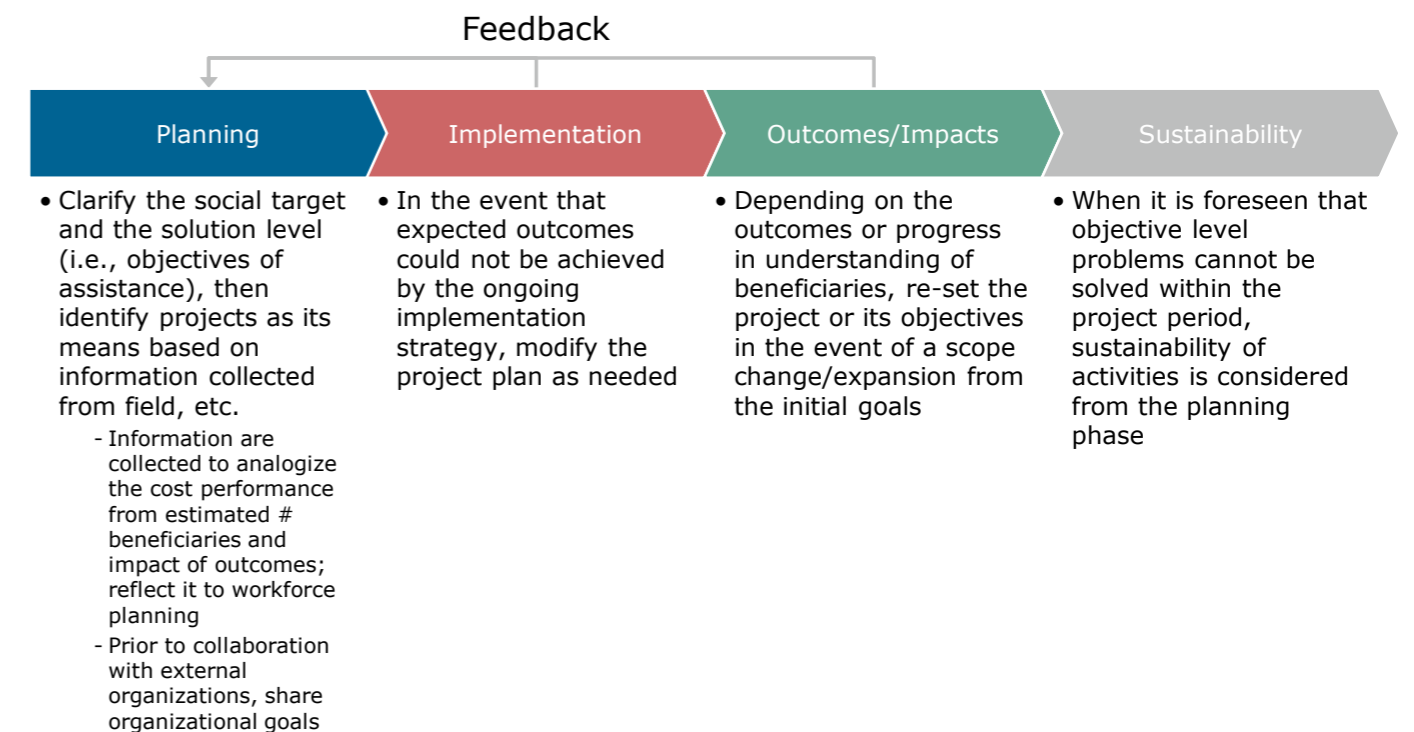 Feedback
Planning
Implementation
Outcomes/Impacts
Sustainability
• Clarify the social target
and the solution level
(i.e., objectives of
assistance), then
identify projects as its
means based on
information collected
from field, etc.
- Information are
collected to analogize
the cost performance
from estimated #
beneficiaries and
impact of outcomes;
reflect it to workforce
planning
- Prior to collaboration
with external
organizations, share
organizational goals
• In the event that
expected outcomes
could not be achieved
by the ongoing
implementation
strategy, modify the
project plan as needed
• Depending on the
outcomes or progress
in understanding of
beneficiaries, re-set the
project or its objectives
in the event of a scope
change/expansion from
the initial goals
• When it is foreseen that
objective level
problems cannot be
solved within the
project period,
sustainability of
activities is considered
from the planning
phase